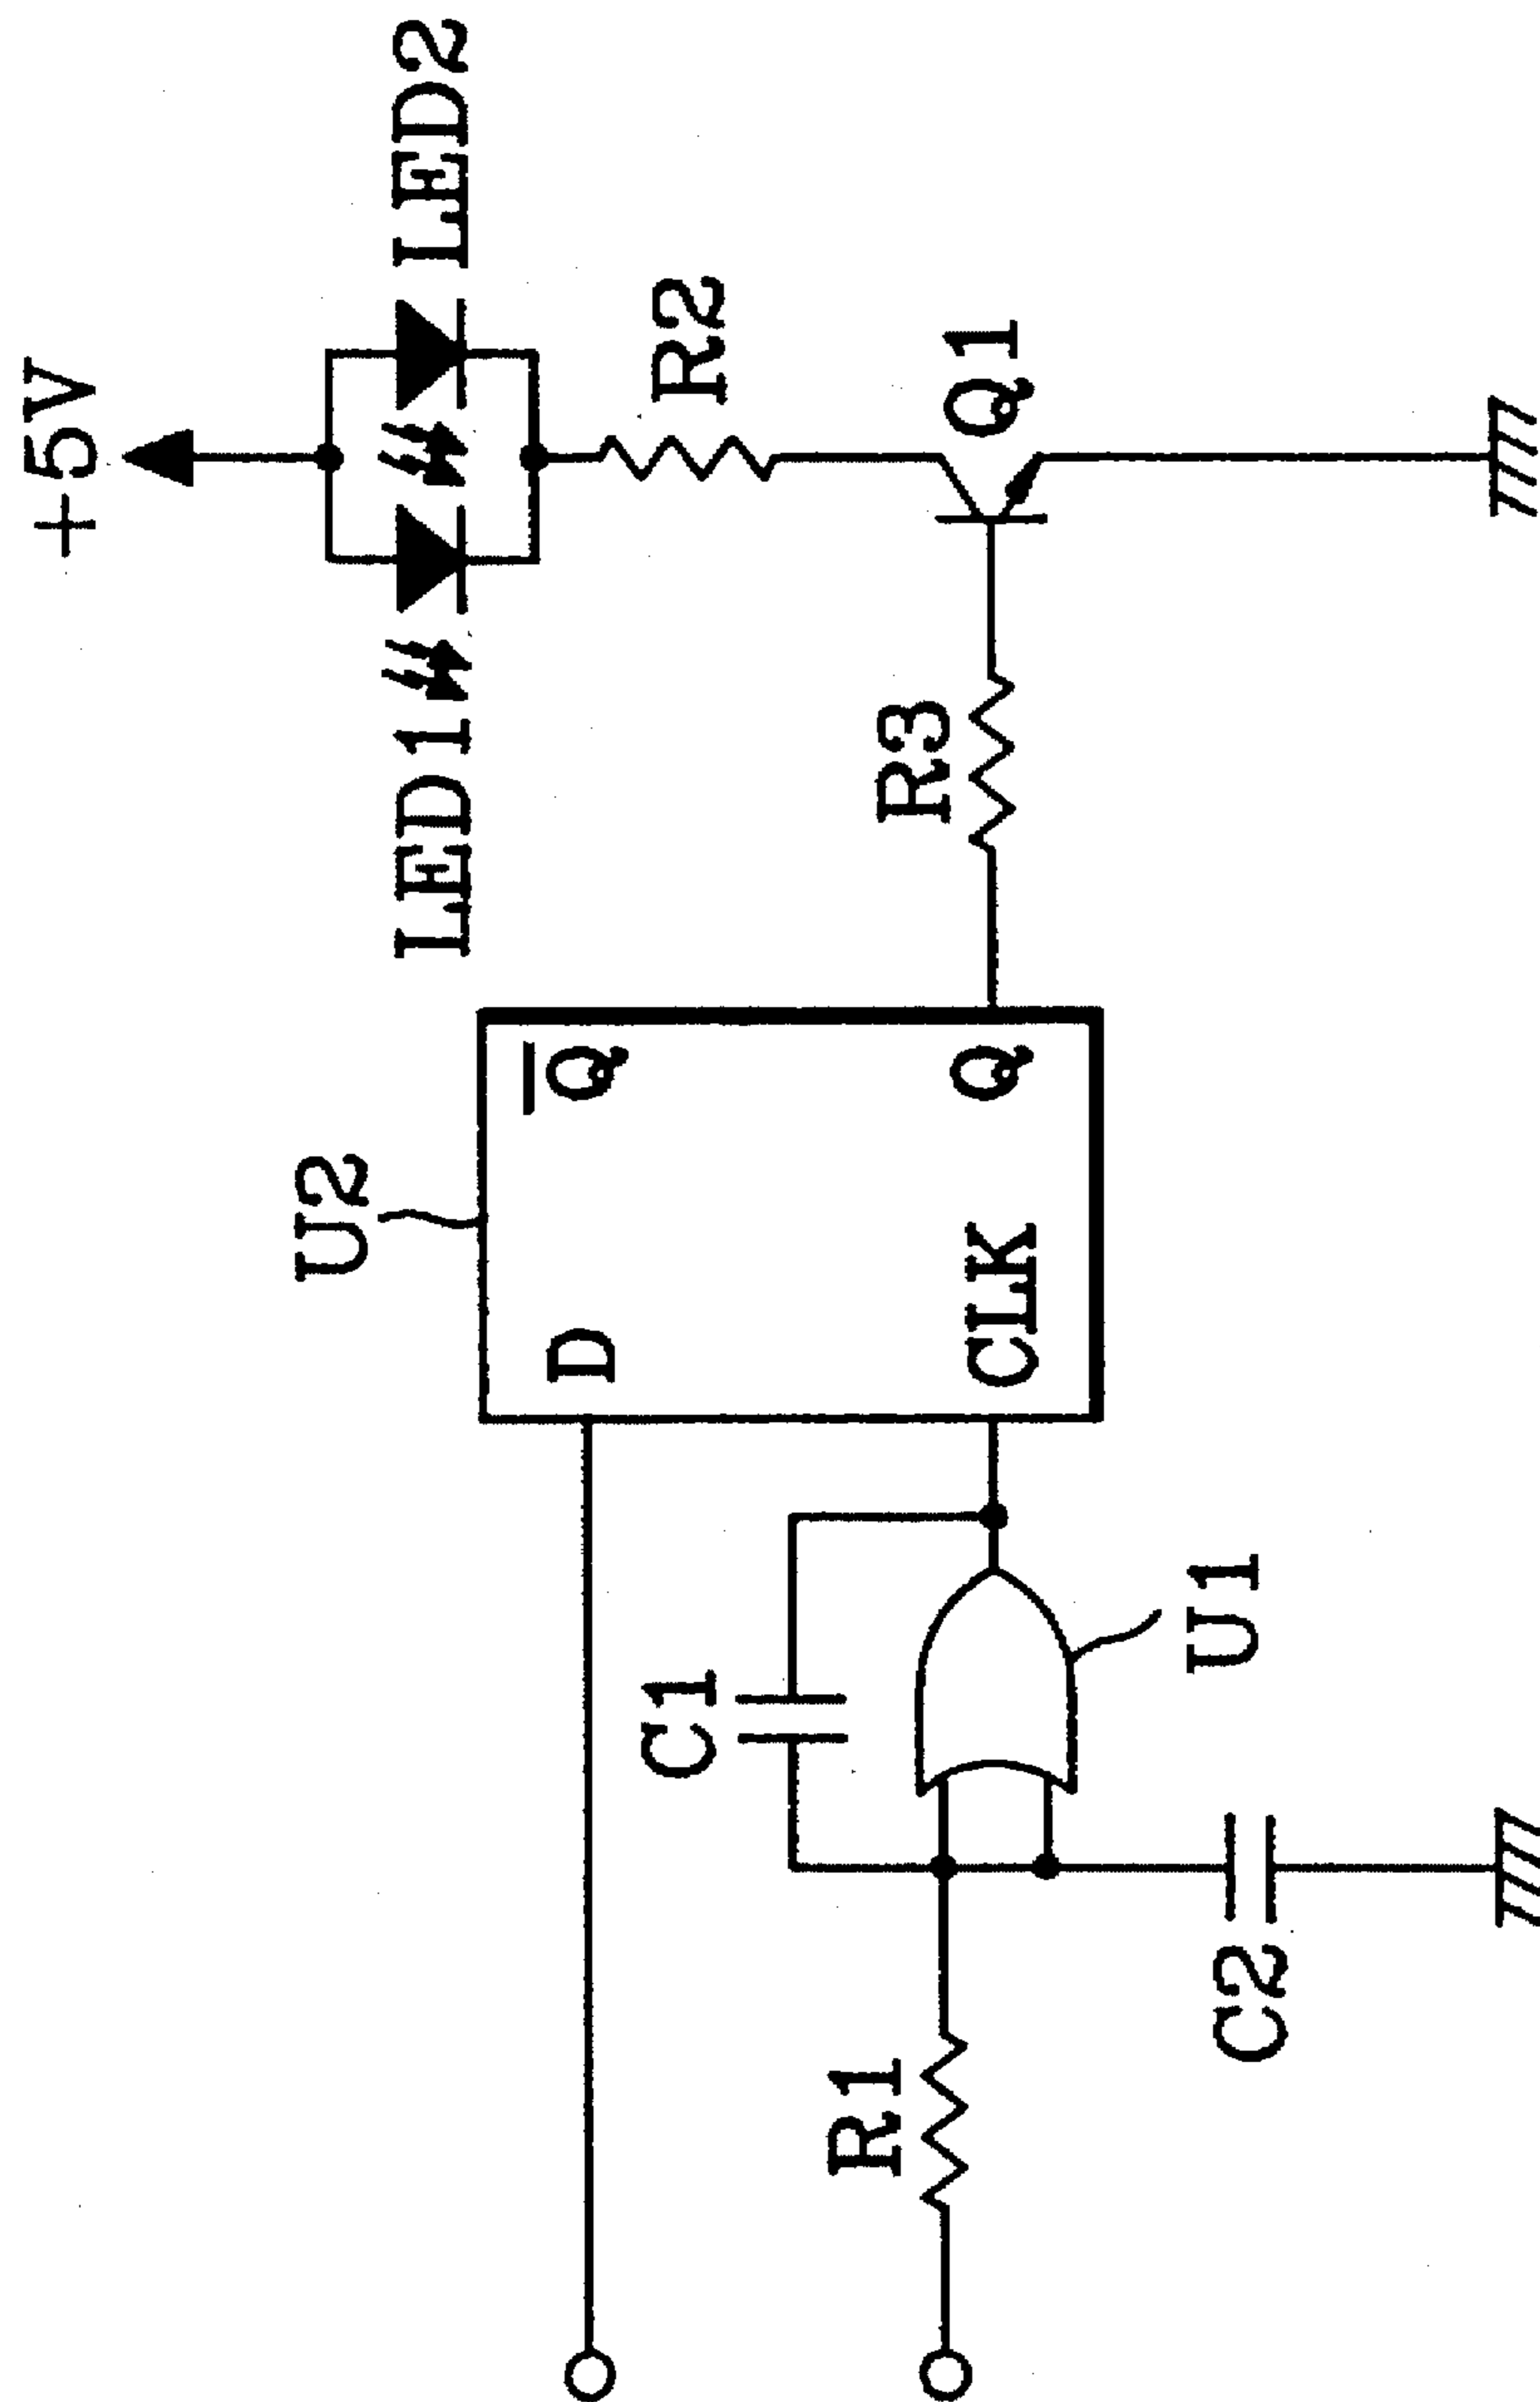 +5V
LED1
LED2
R2
Q1
R3
U2
D
Q̅
CLK
Q
C1
U1
R1
C2